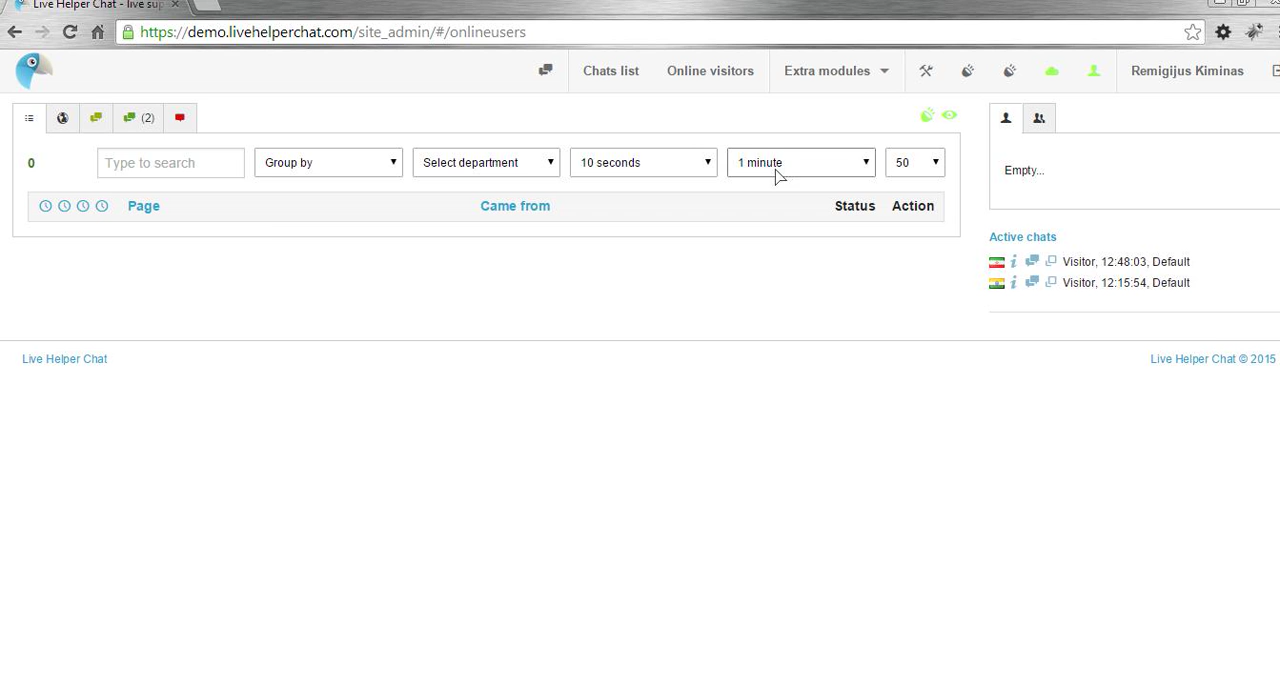 Live Helper Chat - live sup
https://demo.livehelperchat.com/site_admin/#/onlineusers
Chats list Online visitors Extra modules Remigijus Kiminas
(2)
0 Type to search Group by Select department 10 seconds 1 minute 50
Page Came from Status Action
Empty...
Active chats
i Visitor, 12:48:03, Default
i Visitor, 12:15:54, Default
Live Helper Chat Live Helper Chat © 2015